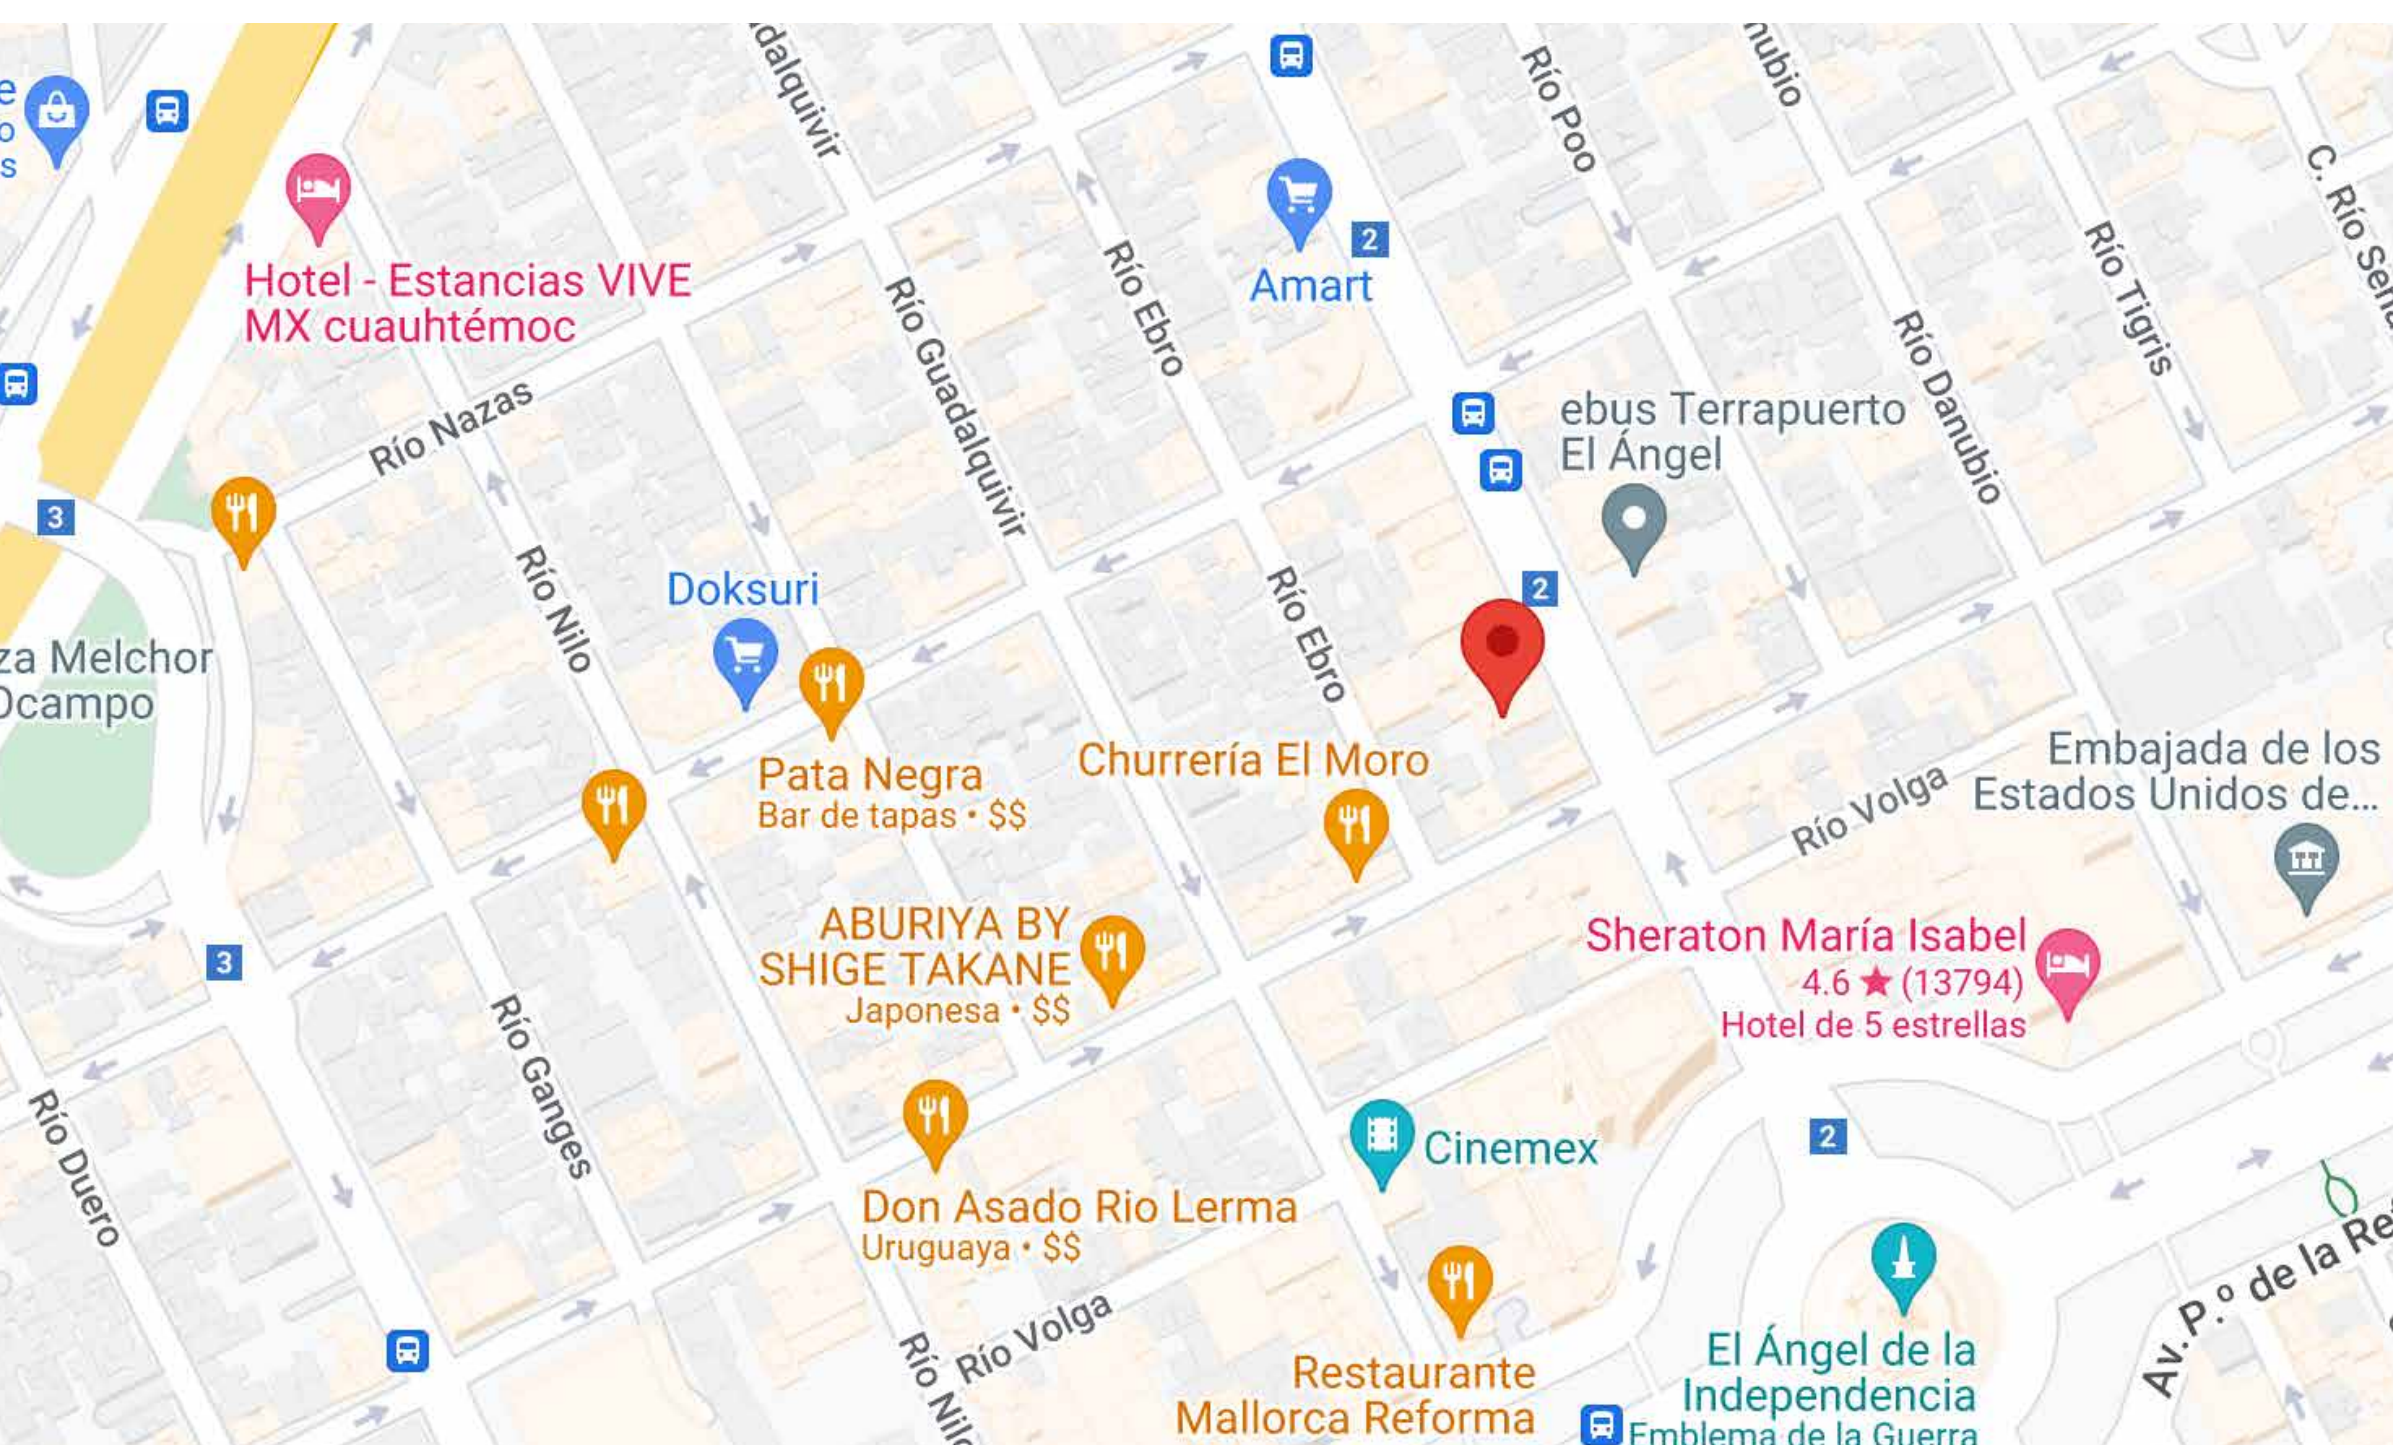 dalquivir
Río Poo
nubio
C. Río Sena
Río Tigris
Hotel - Estancias VIVE
MX cuauhtémoc
Río Ebro
2
Amart
Río Guadalquivir
Río Danubio
Río Nazas
ebus Terrapuerto
El Ángel
3
Río Nilo
Doksuri
Río Ebro
2
za Melchor
Ocampo
Pata Negra
Bar de tapas • $$
Churrería El Moro
Río Volga
Embajada de los
Estados Unidos de...
ABURIYA BY
SHIGE TAKANE
Japonesa • $$
Sheraton María Isabel
4.6 ★ (13794)
Hotel de 5 estrellas
3
Río Ganges
Río Duero
Cinemex
2
Don Asado Rio Lerma
Uruguaya • $$
Río Volga
Río Nilo
Restaurante
Mallorca Reforma
El Ángel de la
Independencia
Emblema de la Guerra
Av. P.º de la Re